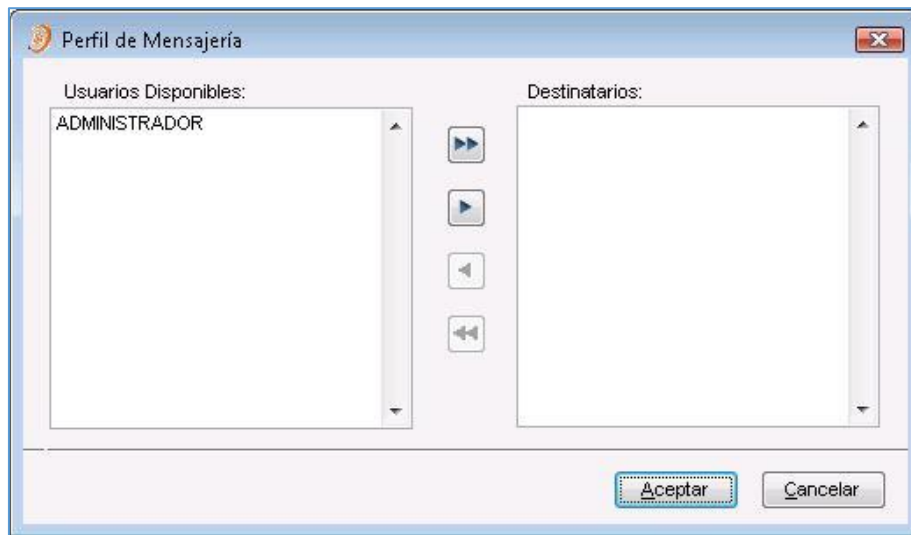 Perfil de Mensajería
Usuarios Disponibles:
Destinatarios:
ADMINISTRADOR
Aceptar
Cancelar